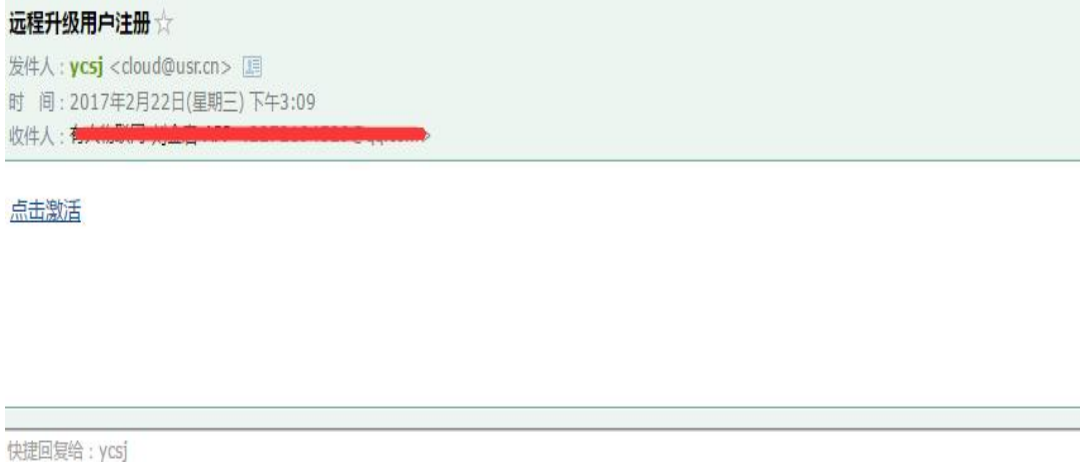 远程升级用户注册☆
发件人：ycsj <cloud@usr.cn>
时 间：2017年2月22日(星期三) 下午3:09
收件人：
点击激活
快捷回复给：ycsj